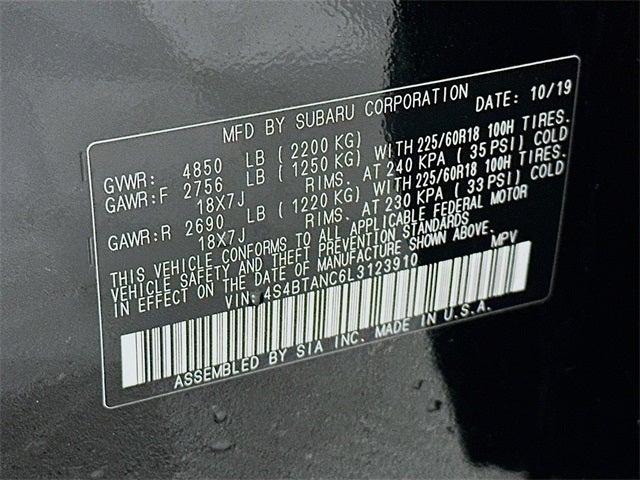 MFD BY SUBARU CORPORATION DATE: 10/19
GVWR: 4850 LB (2200 KG)
GAWR:F 2756 LB (1250 KG) WITH 225/60R18 100H TIRES.
18X7J RIMS. AT 240 KPA (35 PSI) COLD
GAWR:R 2690 LB (1220 KG) WITH 225/60R18 100H TIRES.
18X7J RIMS. AT 230 KPA (33 PSI) COLD
THIS VEHICLE CONFORMS TO ALL APPLICABLE FEDERAL MOTOR
VEHICLE SAFETY AND THEFT PREVENTION STANDARDS
IN EFFECT ON THE DATE OF MANUFACTURE SHOWN ABOVE.
VIN:4S4BTANC6L3123910 MPV
ASSEMBLED BY SIA INC. MADE IN U.S.A.